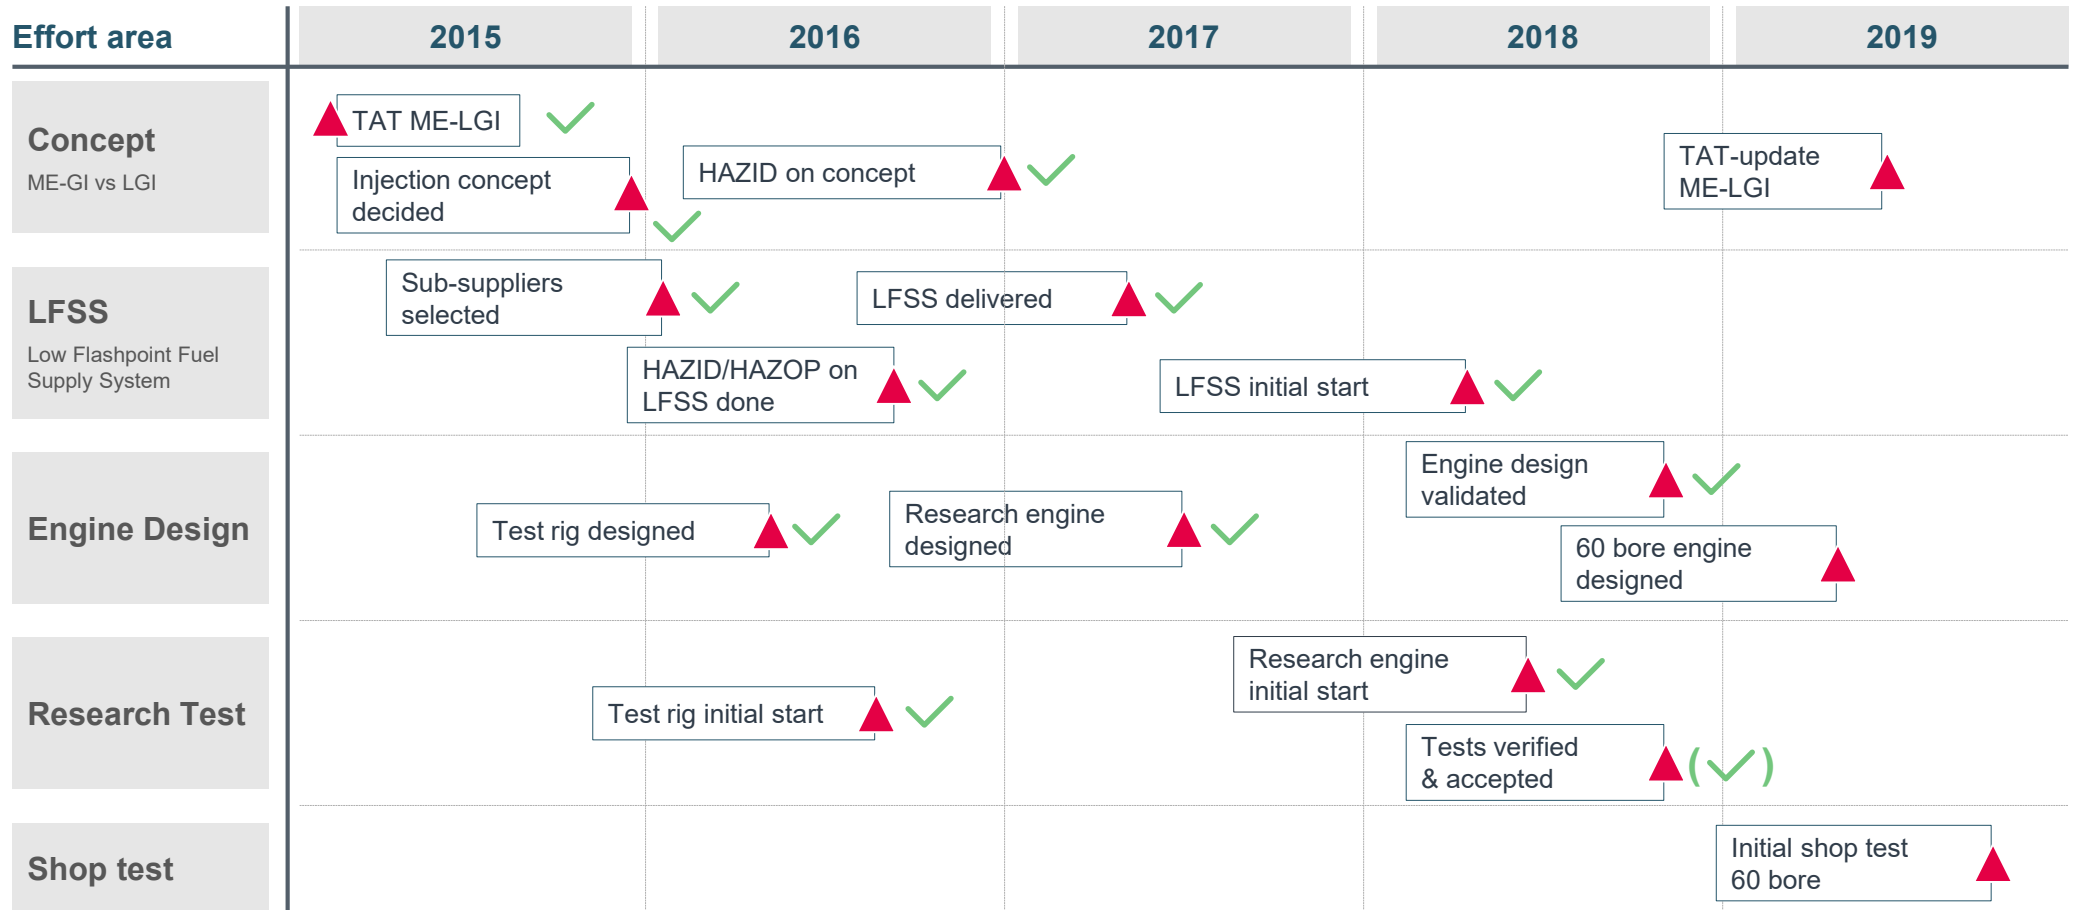 Effort area
2015
2016
2017
2018
2019
Concept
ME-GI vs LGI
TAT ME-LGI
Injection concept
decided
HAZID on concept
TAT-update
ME-LGI
LFSS
Low Flashpoint Fuel
Supply System
Sub-suppliers
selected
HAZID/HAZOP on
LFSS done
LFSS delivered
LFSS initial start
Engine Design
Test rig designed
Research engine
designed
Engine design
validated
60 bore engine
designed
Research Test
Test rig initial start
Research engine
initial start
Tests verified
& accepted
Shop test
Initial shop test
60 bore